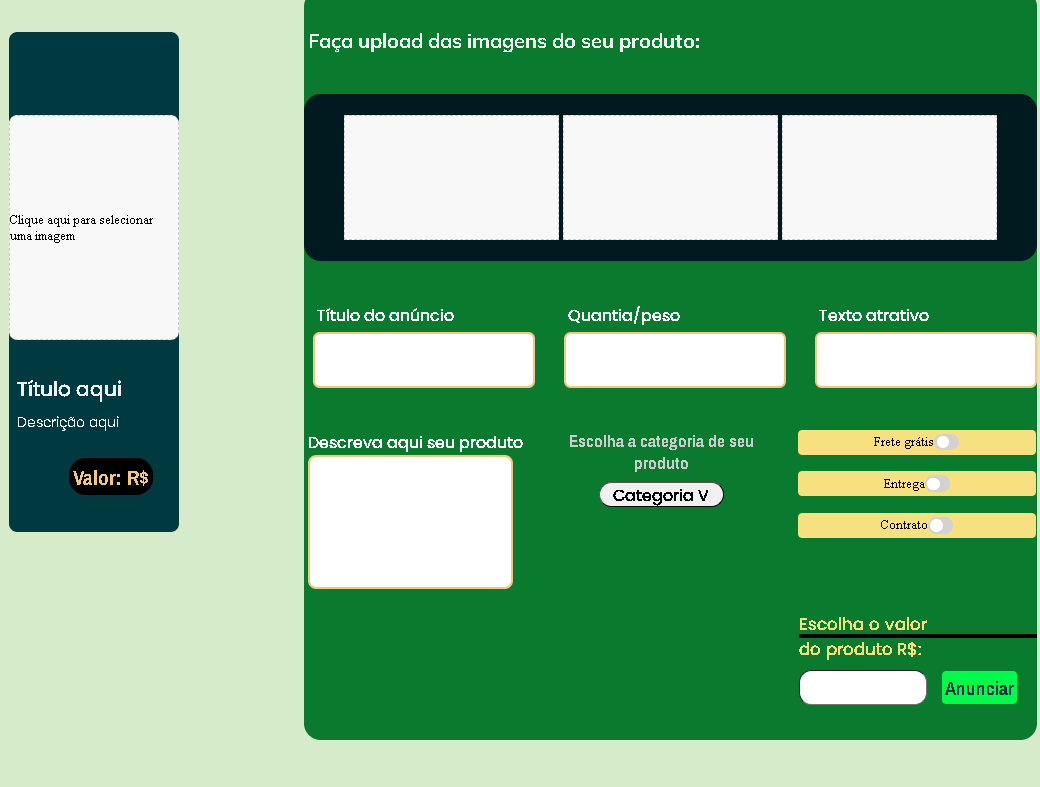 Faça upload das imagens do seu produto:
Clique aqui para selecionar
uma imagem
Título aqui
Descrição aqui
Valor: R$
Título do anúncio
Quantia/peso
Texto atrativo
Descreva aqui seu produto
Escolha a categoria de seu
produto
Categoria V
Frete grátis
Entrega
Contrato
Escolha o valor
do produto R$:
Anunciar